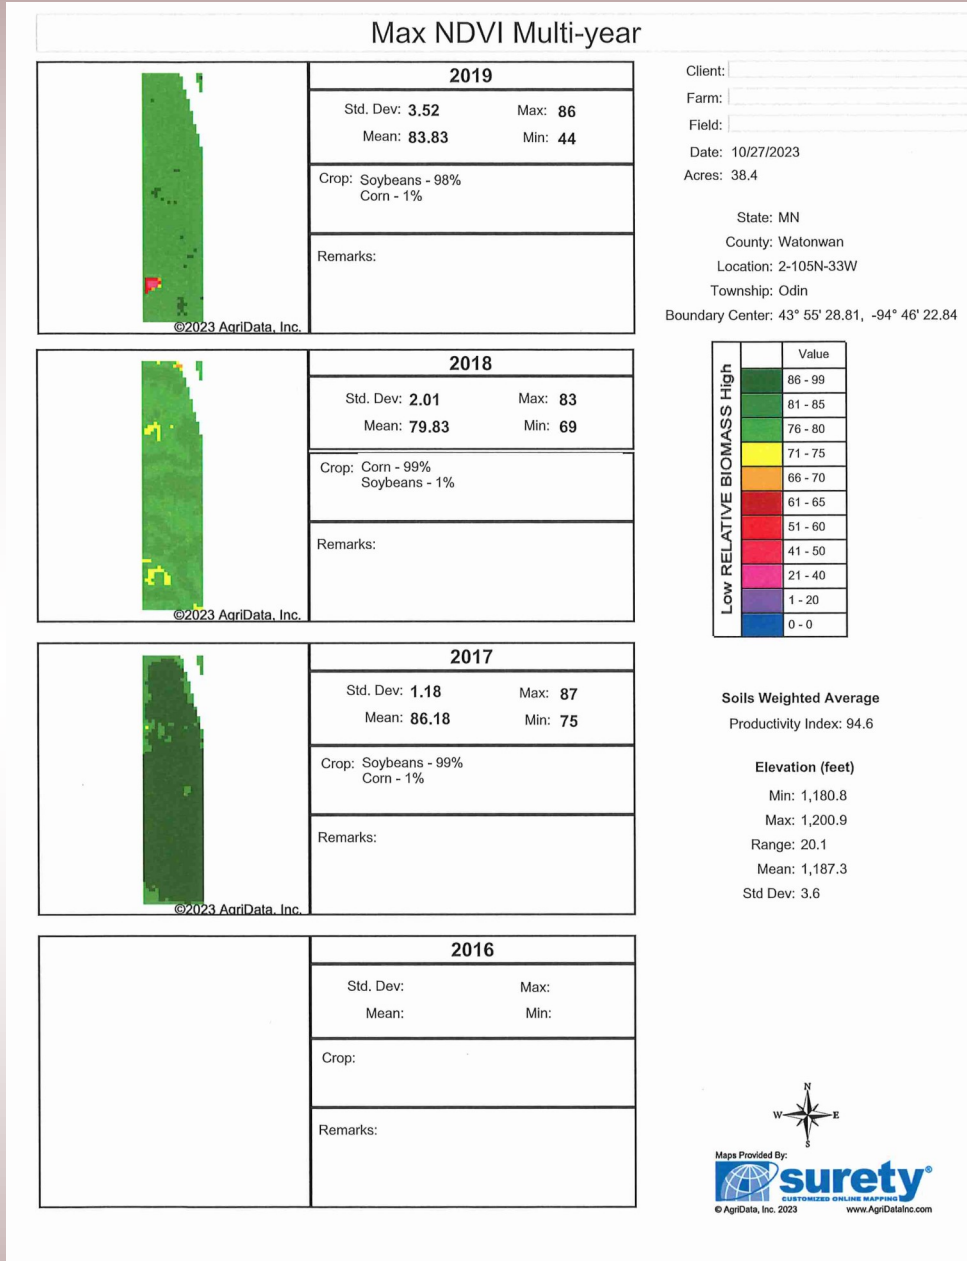 Max NDVI Multi-year
2019
Std. Dev: 3.52 Max: 86
Mean: 83.83 Min: 44
Crop: Soybeans - 98%
Corn - 1%
Remarks:
©2023 AgriData, Inc.
2018
Std. Dev: 2.01 Max: 83
Mean: 79.83 Min: 69
Crop: Corn - 99%
Soybeans - 1%
Remarks:
©2023 AgriData, Inc.
2017
Std. Dev: 1.18 Max: 87
Mean: 86.18 Min: 75
Crop: Soybeans - 99%
Corn - 1%
Remarks:
©2023 AgriData, Inc.
2016
Std. Dev: Max:
Mean: Min:
Crop:
Remarks:
Client:
Farm:
Field:
Date: 10/27/2023
Acres: 38.4
State: MN
County: Watonwan
Location: 2-105N-33W
Township: Odin
Boundary Center: 43° 55' 28.81, -94° 46' 22.84
Low RELATIVE BIOMASS High
Value
86 - 99
81 - 85
76 - 80
71 - 75
66 - 70
61 - 65
51 - 60
41 - 50
21 - 40
1 - 20
0 - 0
Soils Weighted Average
Productivity Index: 94.6
Elevation (feet)
Min: 1,180.8
Max: 1,200.9
Range: 20.1
Mean: 1,187.3
Std Dev: 3.6
N
W E
S
Maps Provided By:
surety®
CUSTOMIZED ONLINE MAPPING
© AgriData, Inc. 2023 www.AgriDataInc.com